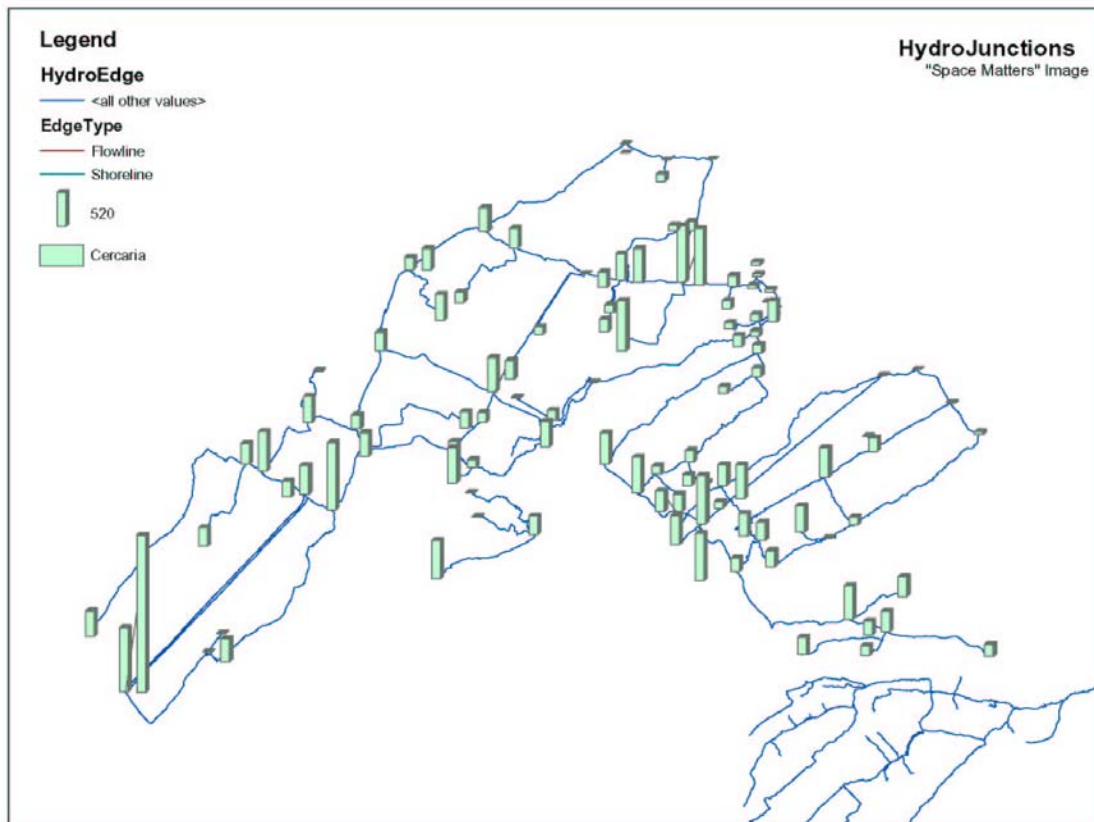 Legend
HydroEdge
<all other values>
EdgeType
Flowline
Shoreline
520
Cercaria
HydroJunctions
"Space Matters" Image